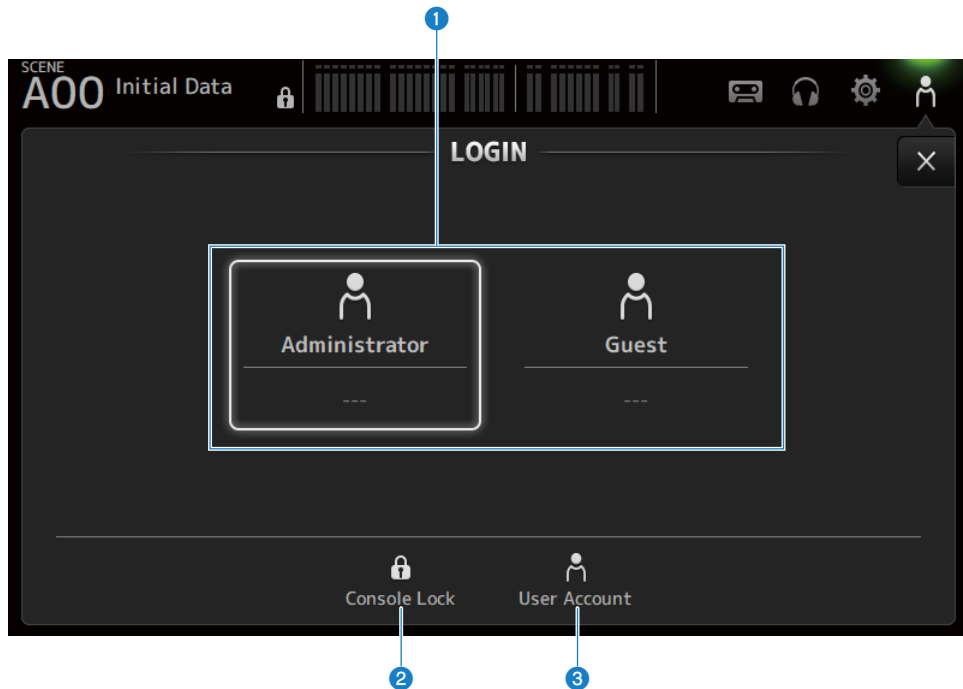 1
SCENE
A00 Initial Data
LOGIN
Administrator
---
Guest
---
Console Lock
User Account
2
3